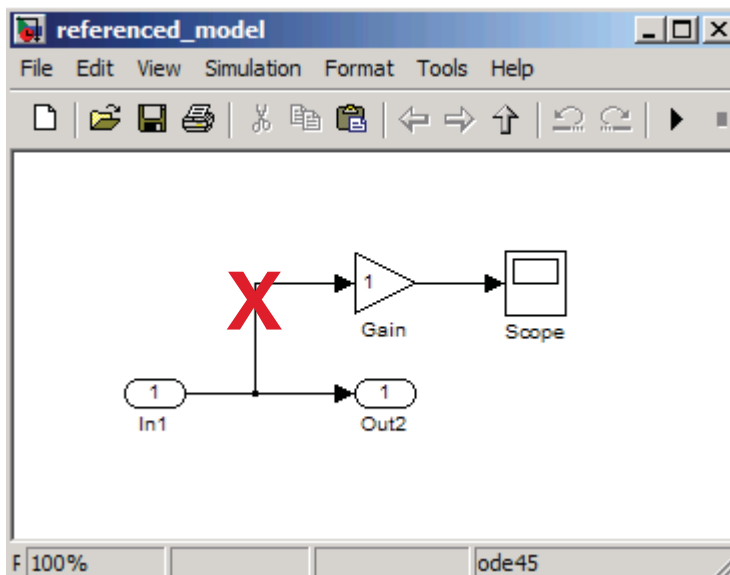 referenced_model
File Edit View Simulation Format Tools Help
X
1
Gain
Scope
1
In1
1
Out2
F 100% ode45